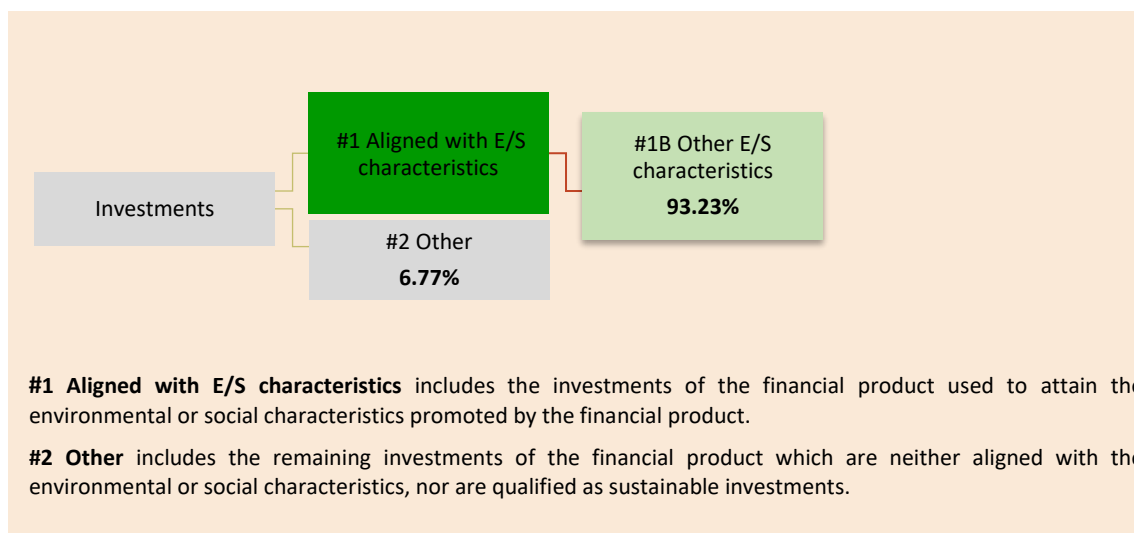 #1 Aligned with E/S
characteristics
#1B Other E/S
characteristics
93.23%
Investments
#2 Other
6.77%
#1 Aligned with E/S characteristics includes the investments of the financial product used to attain the
environmental or social characteristics promoted by the financial product.
#2 Other includes the remaining investments of the financial product which are neither aligned with the
environmental or social characteristics, nor are qualified as sustainable investments.